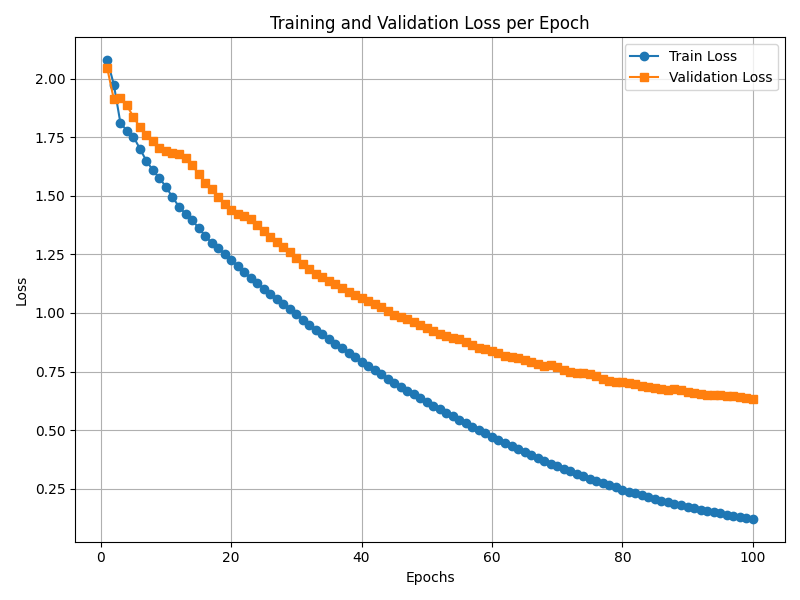 Training and Validation Loss per Epoch
Train Loss
Validation Loss
2.00
1.75
1.50
1.25
1.00
0.75
0.50
0.25
Loss
0 20 40 60 80 100
Epochs